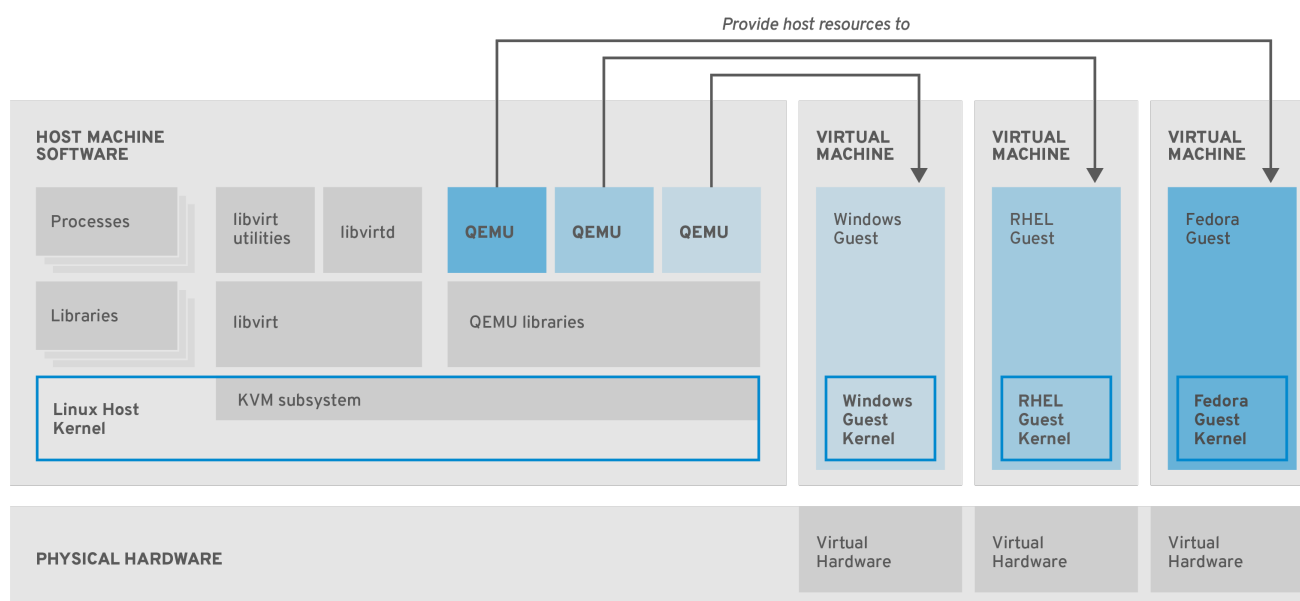 Provide host resources to
HOST MACHINE
SOFTWARE
VIRTUAL
MACHINE
VIRTUAL
MACHINE
VIRTUAL
MACHINE
Processes
libvirt
utilities
libvirtd
QEMU
QEMU
QEMU
Windows
Guest
RHEL
Guest
Fedora
Guest
Libraries
libvirt
QEMU libraries
Linux Host
Kernel
KVM subsystem
Windows
Guest
Kernel
RHEL
Guest
Kernel
Fedora
Guest
Kernel
PHYSICAL HARDWARE
Virtual
Hardware
Virtual
Hardware
Virtual
Hardware